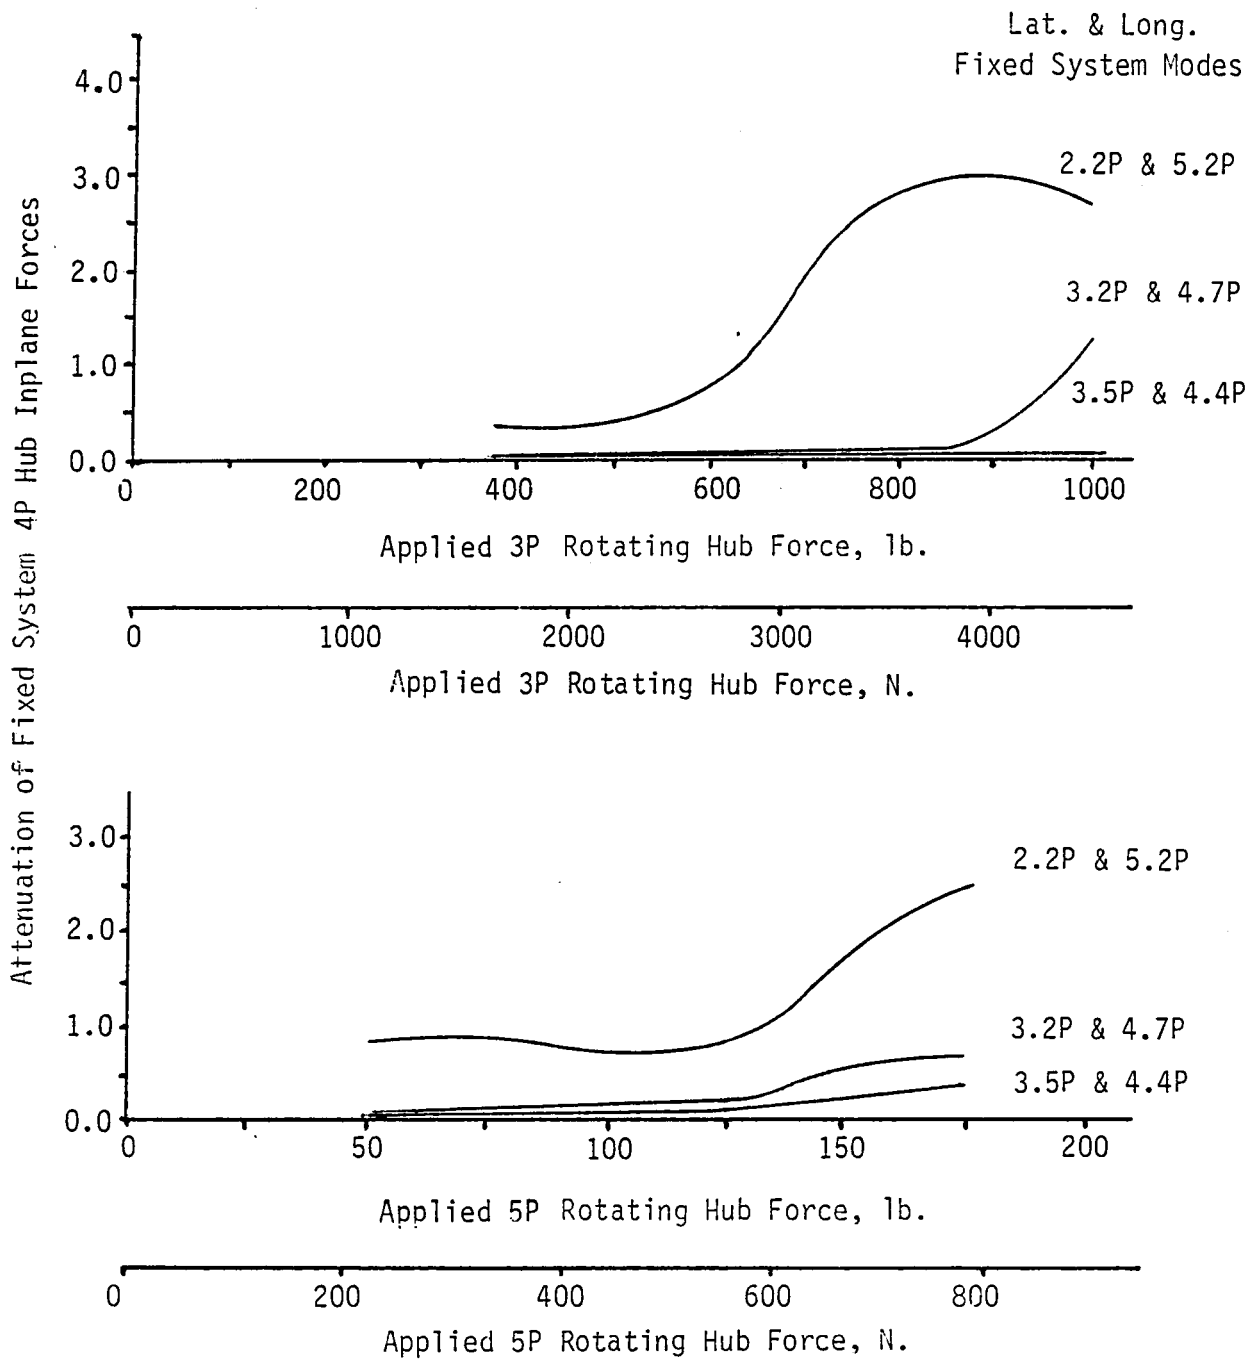 Lat. & Long.
Fixed System Modes
Attenuation of Fixed System 4P Hub Inplane Forces
4.0
3.0
2.0
1.0
0.0
2.2P & 5.2P
3.2P & 4.7P
3.5P & 4.4P
0 200 400 600 800 1000
Applied 3P Rotating Hub Force, lb.
0 1000 2000 3000 4000
Applied 3P Rotating Hub Force, N.
3.0
2.0
1.0
0.0
2.2P & 5.2P
3.2P & 4.7P
3.5P & 4.4P
0 50 100 150 200
Applied 5P Rotating Hub Force, lb.
0 200 400 600 800
Applied 5P Rotating Hub Force, N.